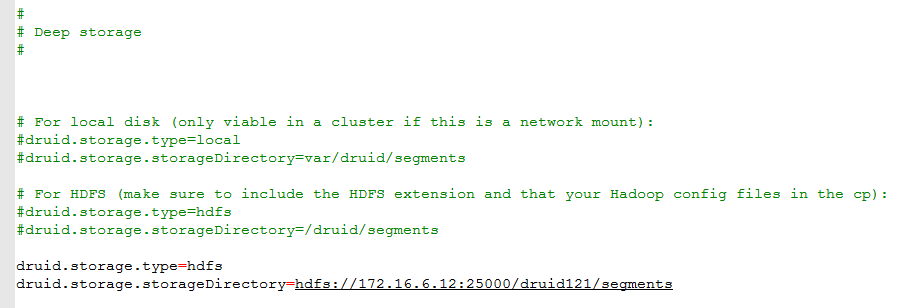 #
# Deep storage
#
# For local disk (only viable in a cluster if this is a network mount):
#druid.storage.type=local
#druid.storage.storageDirectory=var/druid/segments
# For HDFS (make sure to include the HDFS extension and that your Hadoop config files in the cp):
#druid.storage.type=hdfs
#druid.storage.storageDirectory=/druid/segments
druid.storage.type=hdfs
druid.storage.storageDirectory=hdfs://172.16.6.12:25000/druid121/segments